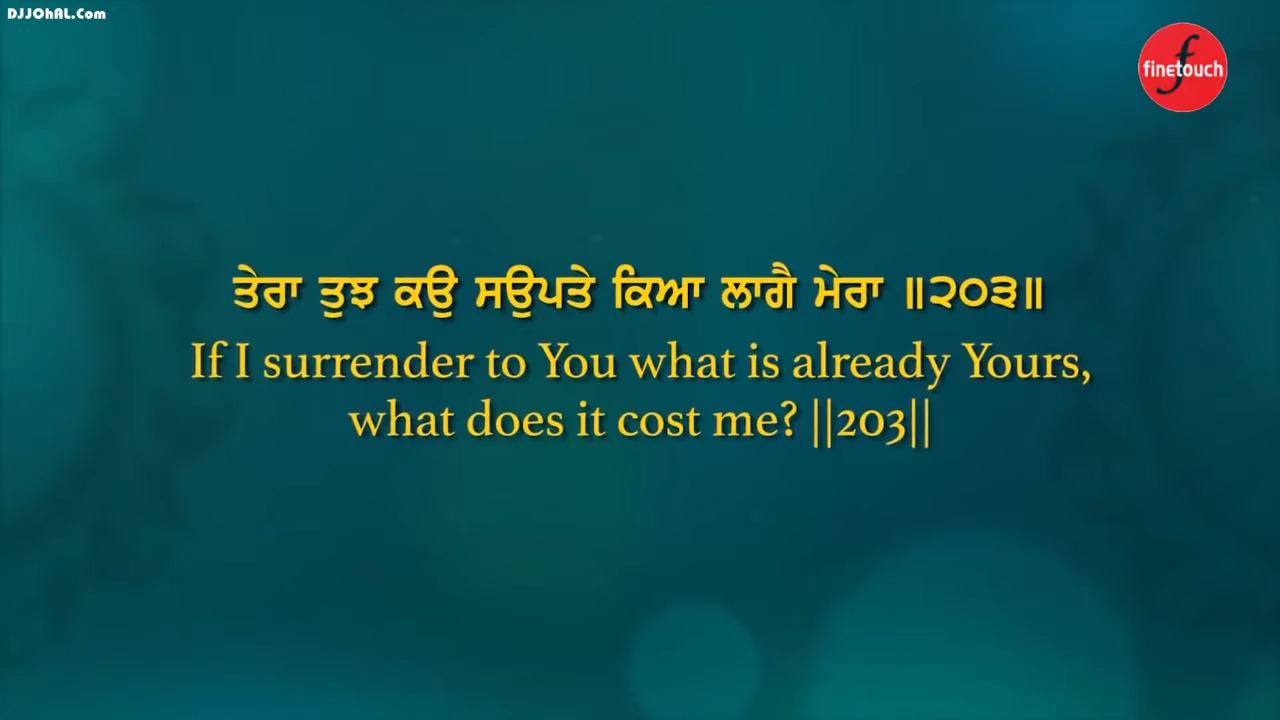 DJJOhAL.Com
finetouch
ਤੇਰਾ ਤੁਝ ਕਉ ਸਉਪਤੇ ਕਿਆ ਲਾਗੈ ਮੇਰਾ ॥੨੦੩॥
If I surrender to You what is already Yours,
what does it cost me? ||203||